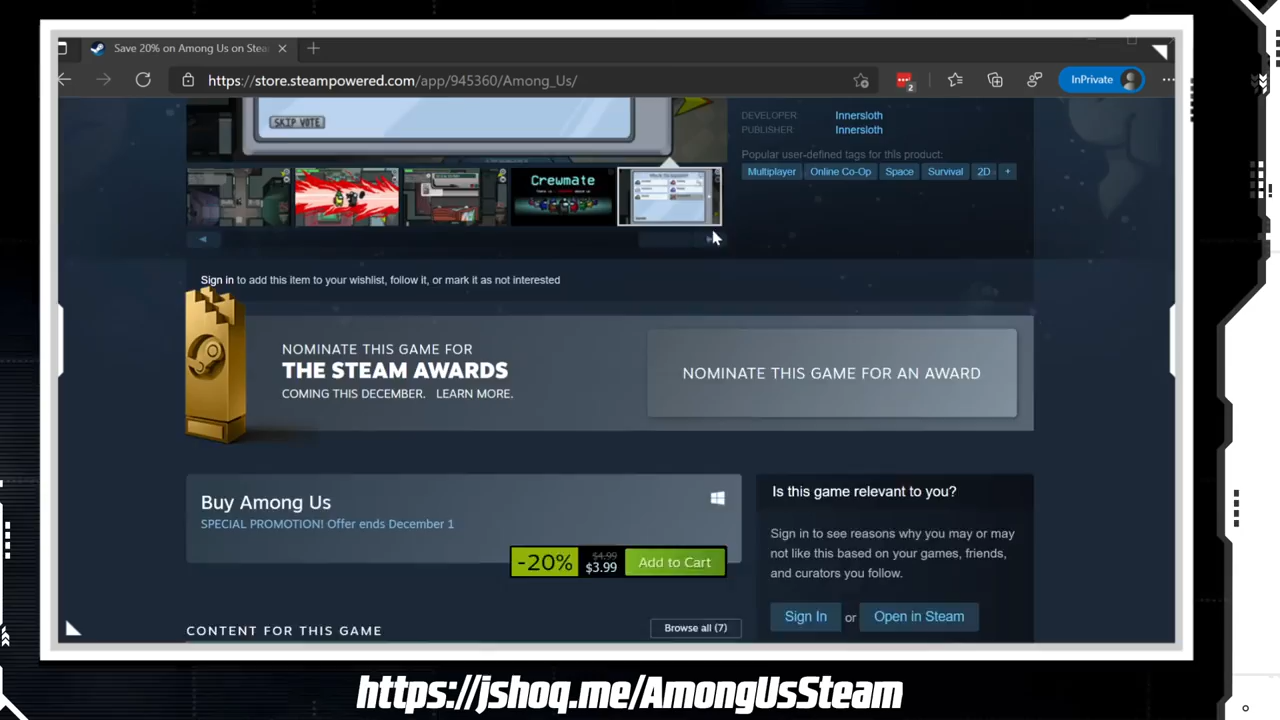 Save 20% on Among Us on Stea
https://store.steampowered.com/app/945360/Among_Us/
2
InPrivate
SKIP VOTE
DEVELOPER: Innersloth
PUBLISHER: Innersloth
Popular user-defined tags for this product:
Multiplayer Online Co-Op Space Survival 2D +
Crewmate
Sign in to add this item to your wishlist, follow it, or mark it as not interested
NOMINATE THIS GAME FOR
THE STEAM AWARDS
COMING THIS DECEMBER. LEARN MORE.
NOMINATE THIS GAME FOR AN AWARD
Buy Among Us
SPECIAL PROMOTION! Offer ends December 1
-20% $4.99 $3.99 Add to Cart
Is this game relevant to you?
Sign in to see reasons why you may or may
not like this based on your games, friends,
and curators you follow.
Sign In or Open in Steam
CONTENT FOR THIS GAME Browse all (7)
https://jshoq.me/AmongUsSteam